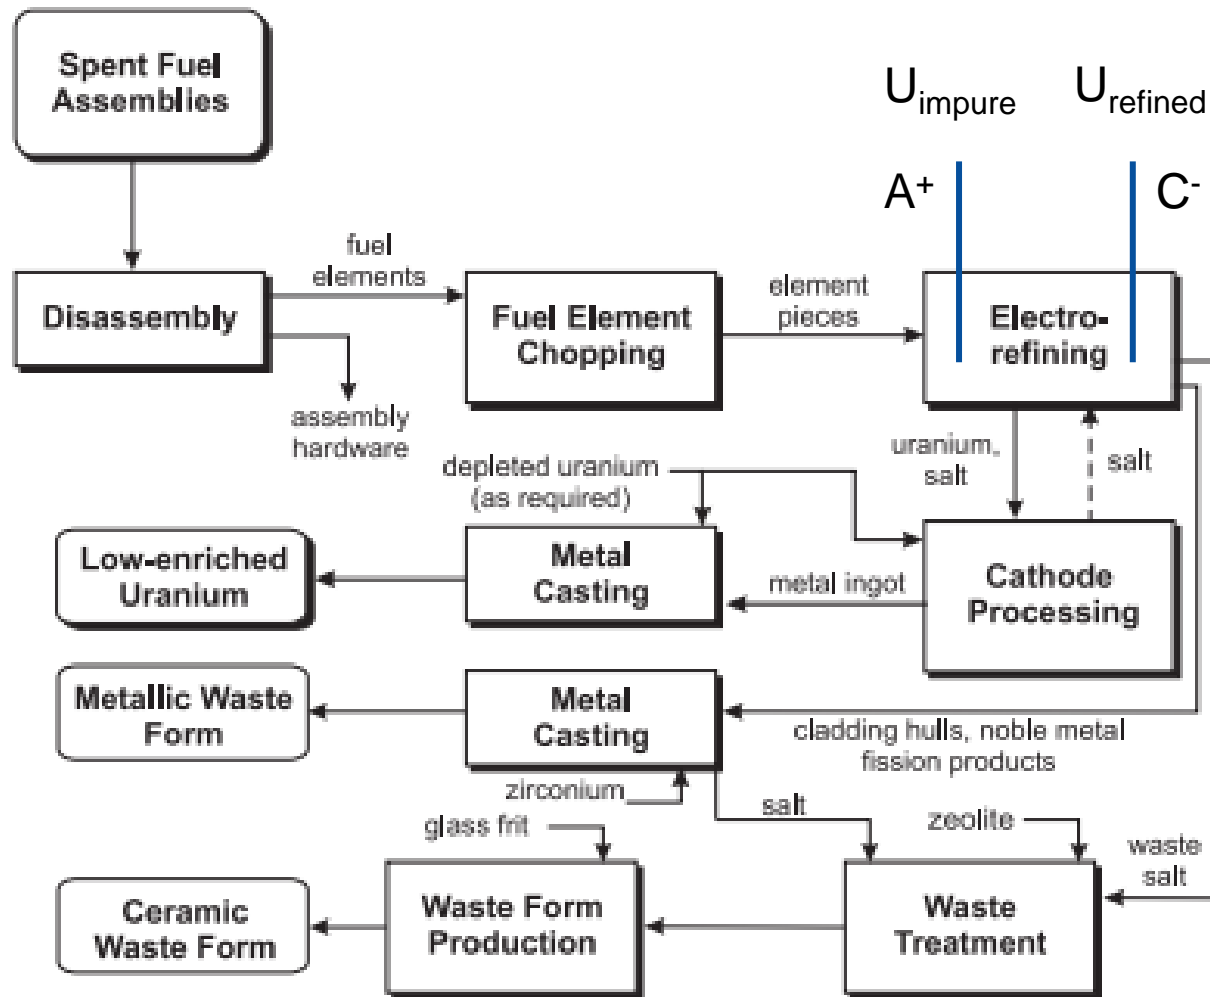 Spent Fuel
Assemblies
U impure
U refined
A+
C-
fuel
elements
Disassembly
Fuel Element
Chopping
element
pieces
Electro-
refining
assembly
hardware
uranium,
salt
salt
depleted uranium
(as required)
Low-enriched
Uranium
Metal
Casting
metal ingot
Cathode
Processing
Metallic Waste
Form
Metal
Casting
cladding hulls, noble metal
fission products
zirconium
salt
glass frit
zeolite
waste
salt
Ceramic
Waste Form
Waste Form
Production
Waste
Treatment